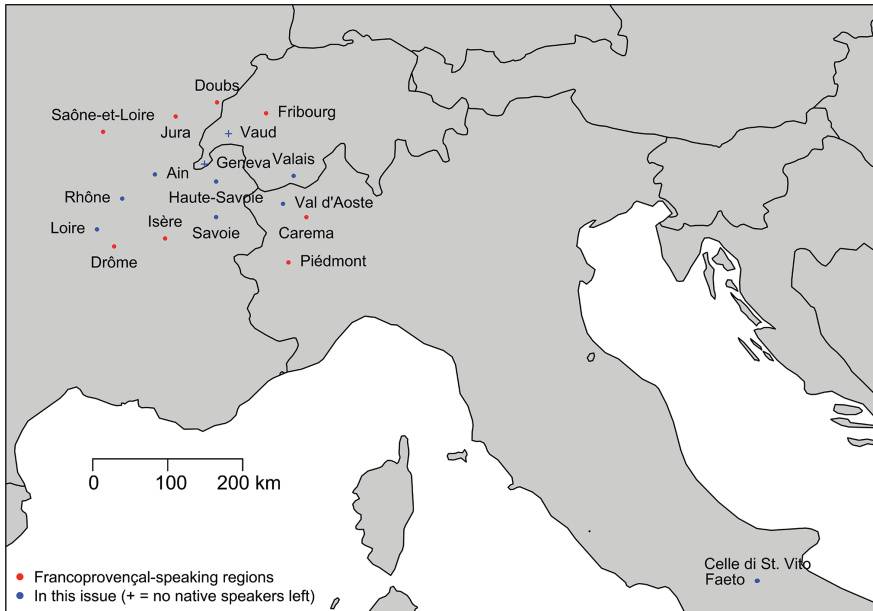 Doubs
Saône-et-Loire
Fribourg
Jura
Vaud
Geneva
Valais
Ain
Rhône
Haute-Savoie
Val d'Aoste
Isère
Loire
Savoie
Carema
Drôme
Piédmont
0 100 200 km
Celle di St. Vito
Faeto
Francoprovençal-speaking regions
In this issue (+ = no native speakers left)